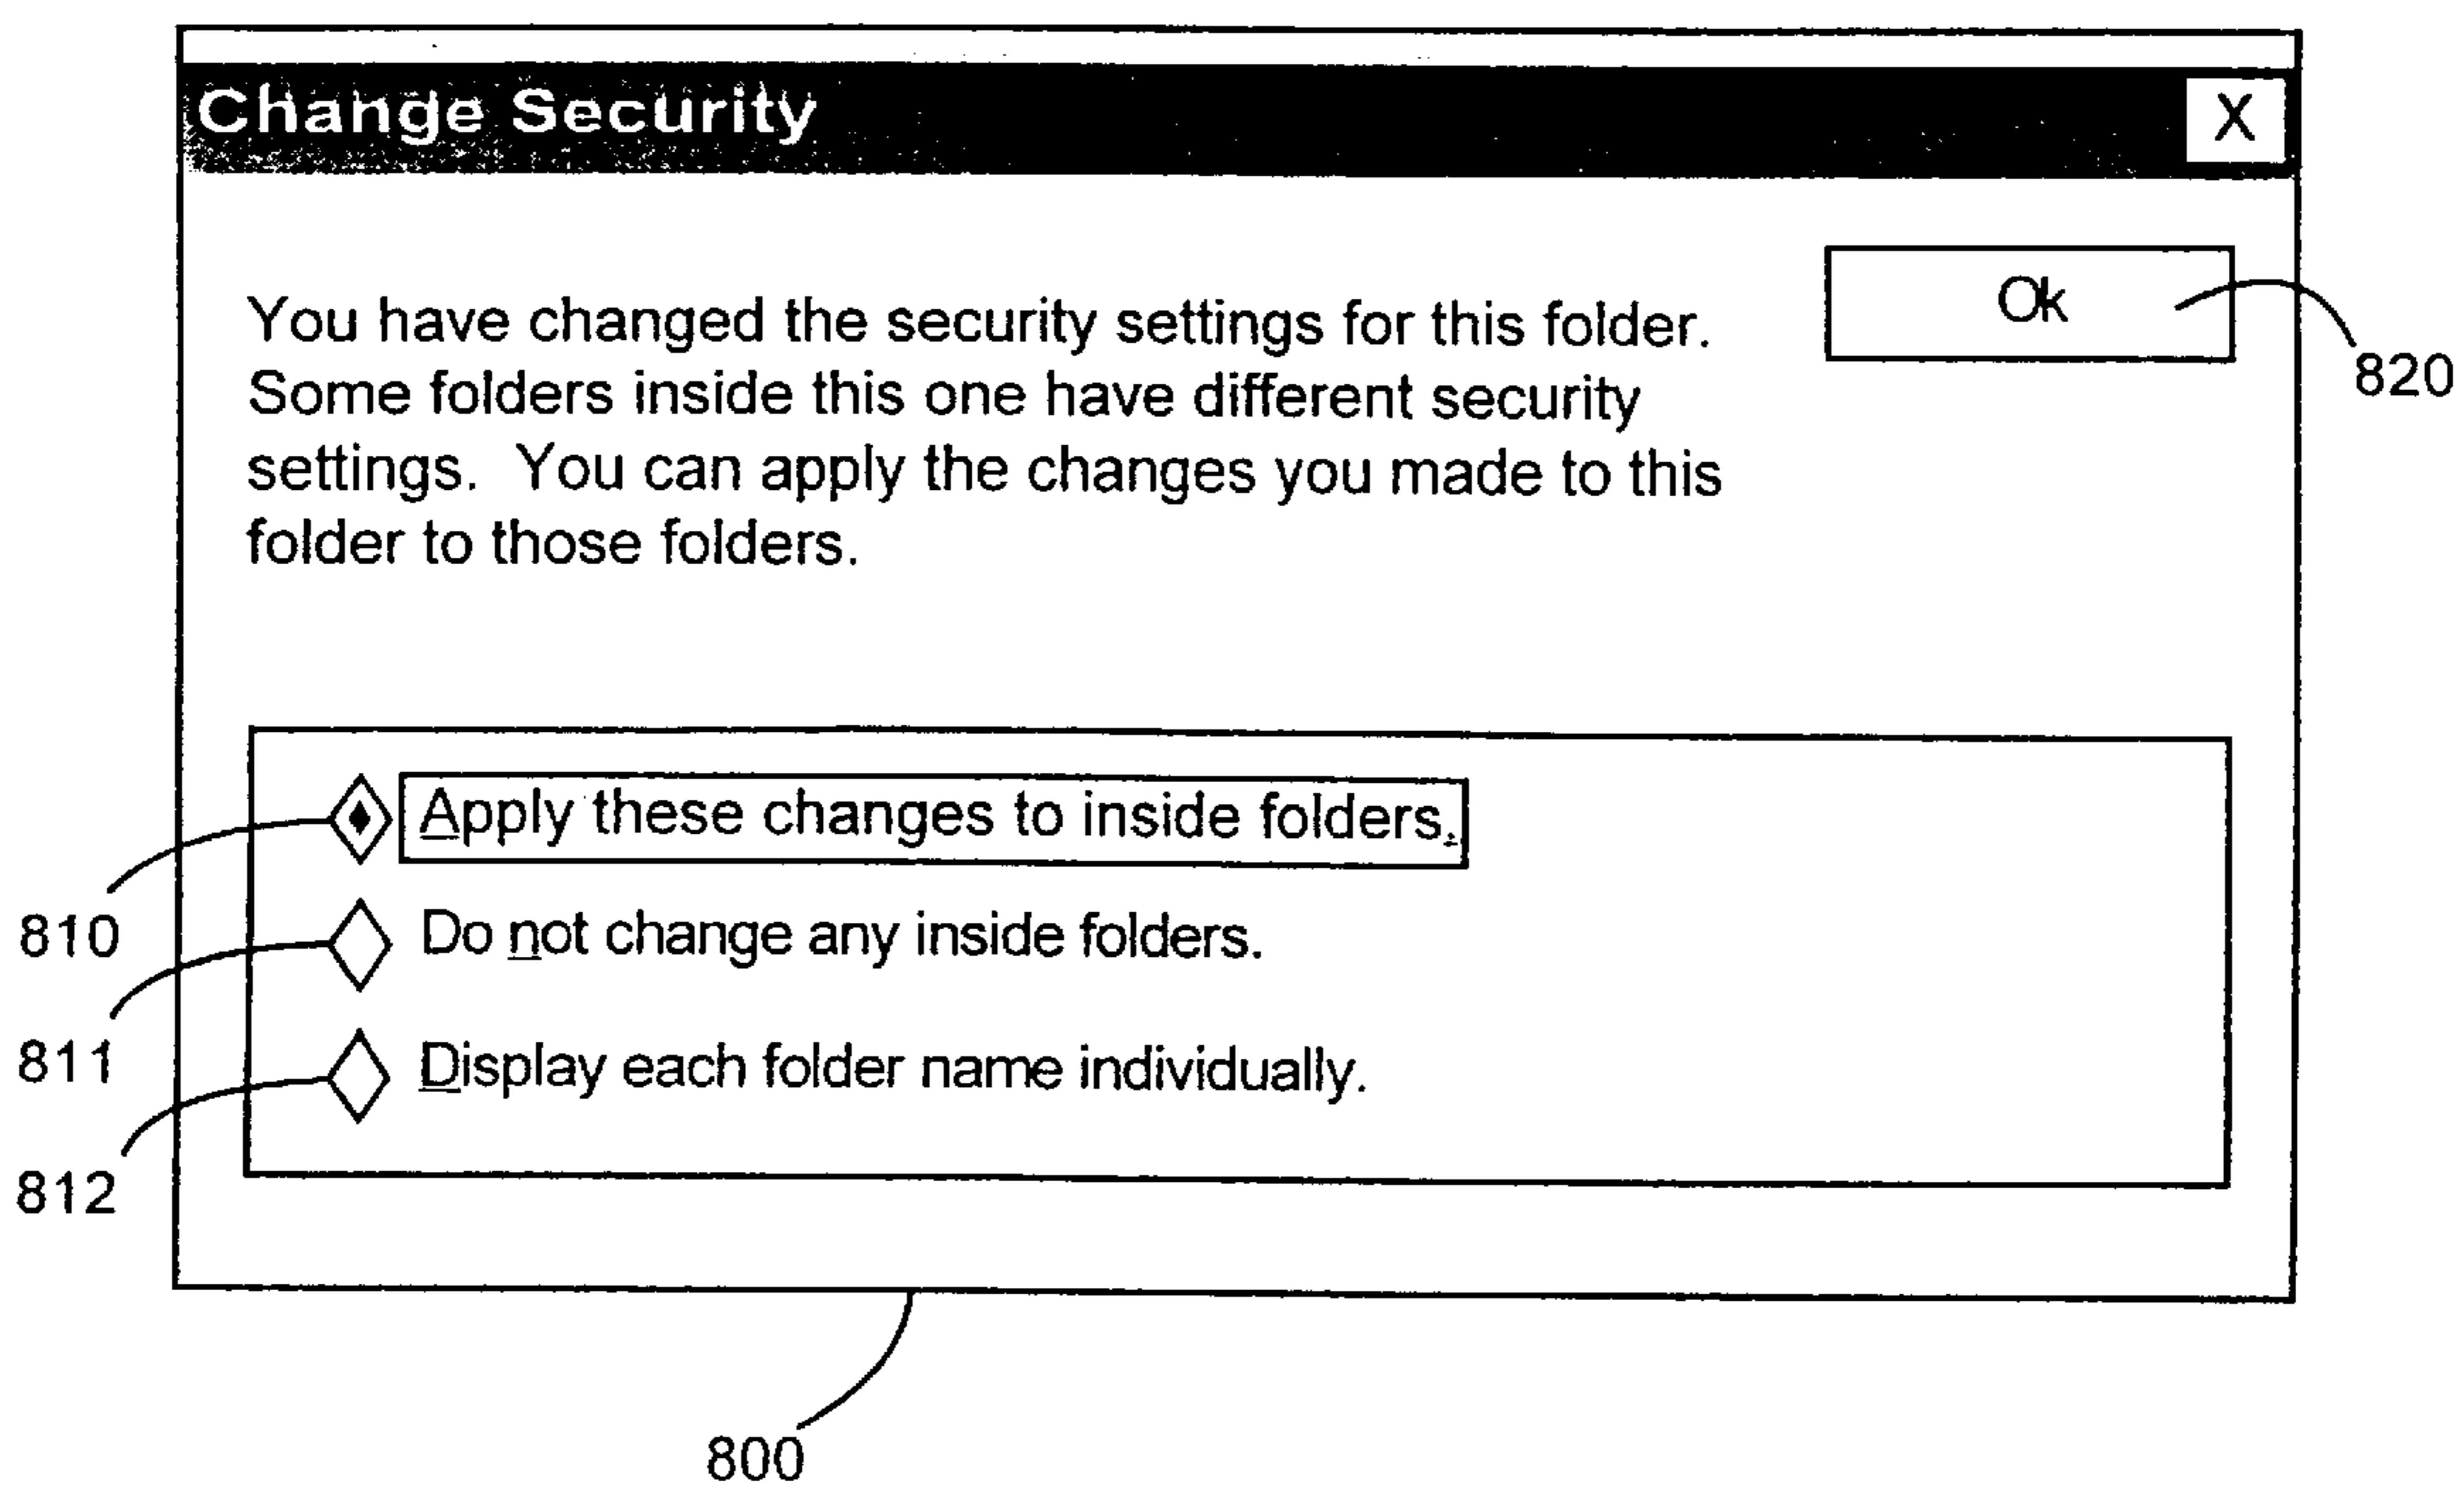 Change Security
X
Ok
820
You have changed the security settings for this folder.
Some folders inside this one have different security
settings. You can apply the changes you made to this
folder to those folders.
Apply these changes to inside folders.
810
Do not change any inside folders.
811
Display each folder name individually.
812
800